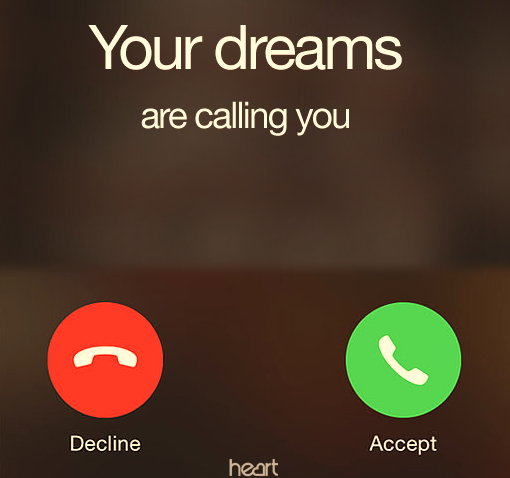 Your dreams
are calling you
Decline
Accept
heart